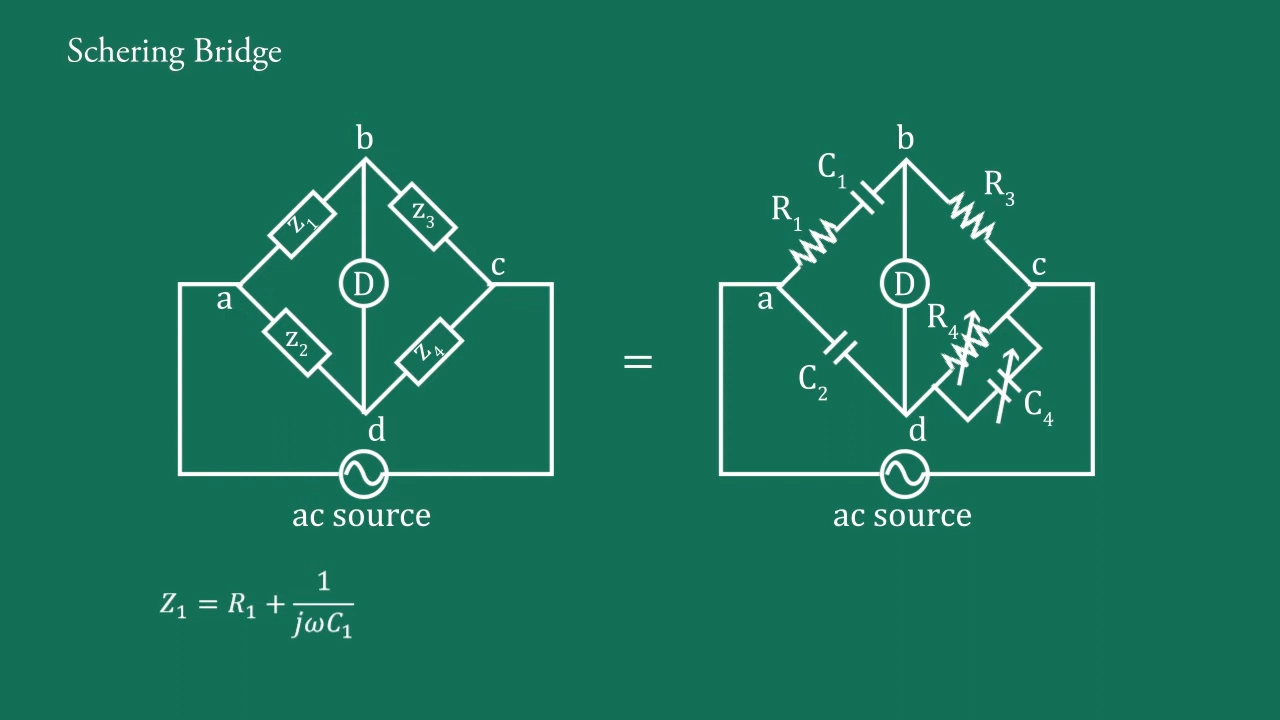 Schering Bridge
b
z₁
z₃
a
D
c
z₂
z₄
d
ac source
=
b
C₁
R₁
R₃
a
D
c
R₄
C₂
C₄
d
ac source
Z₁ = R₁ + 1/(jωC₁)